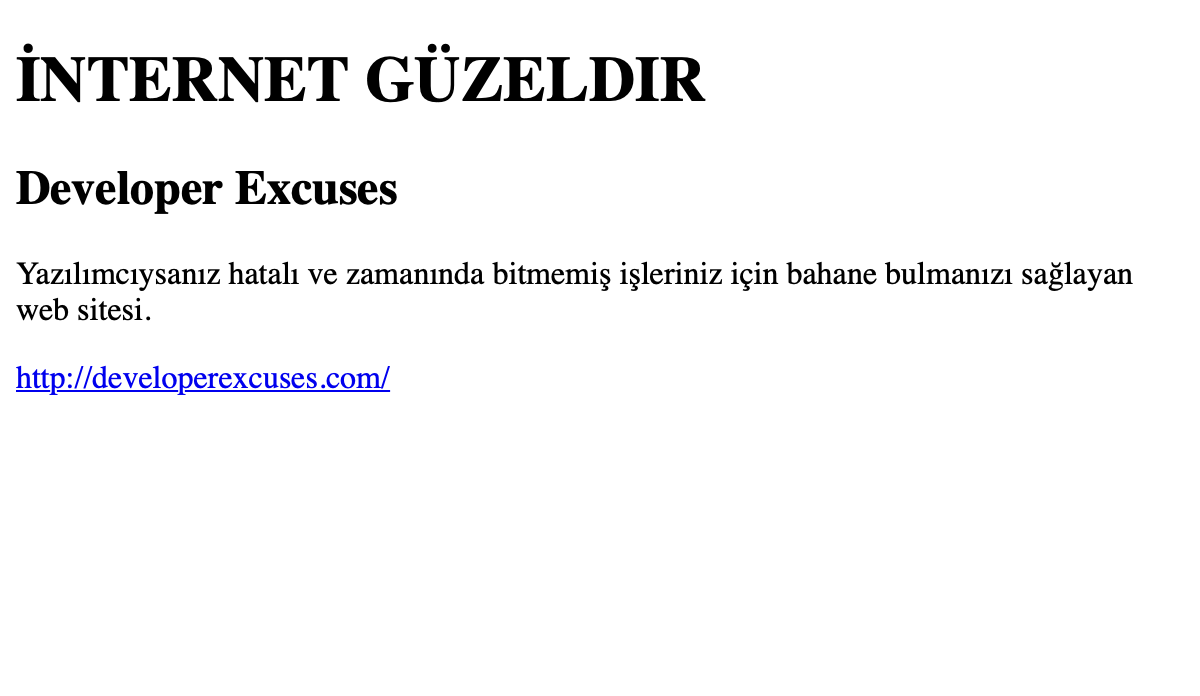 İNTERNET GÜZELDIR
Developer Excuses
Yazılımcıysanız hatalı ve zamanında bitmemiş işleriniz için bahane bulmanızı sağlayan
web sitesi.
http://developerexcuses.com/